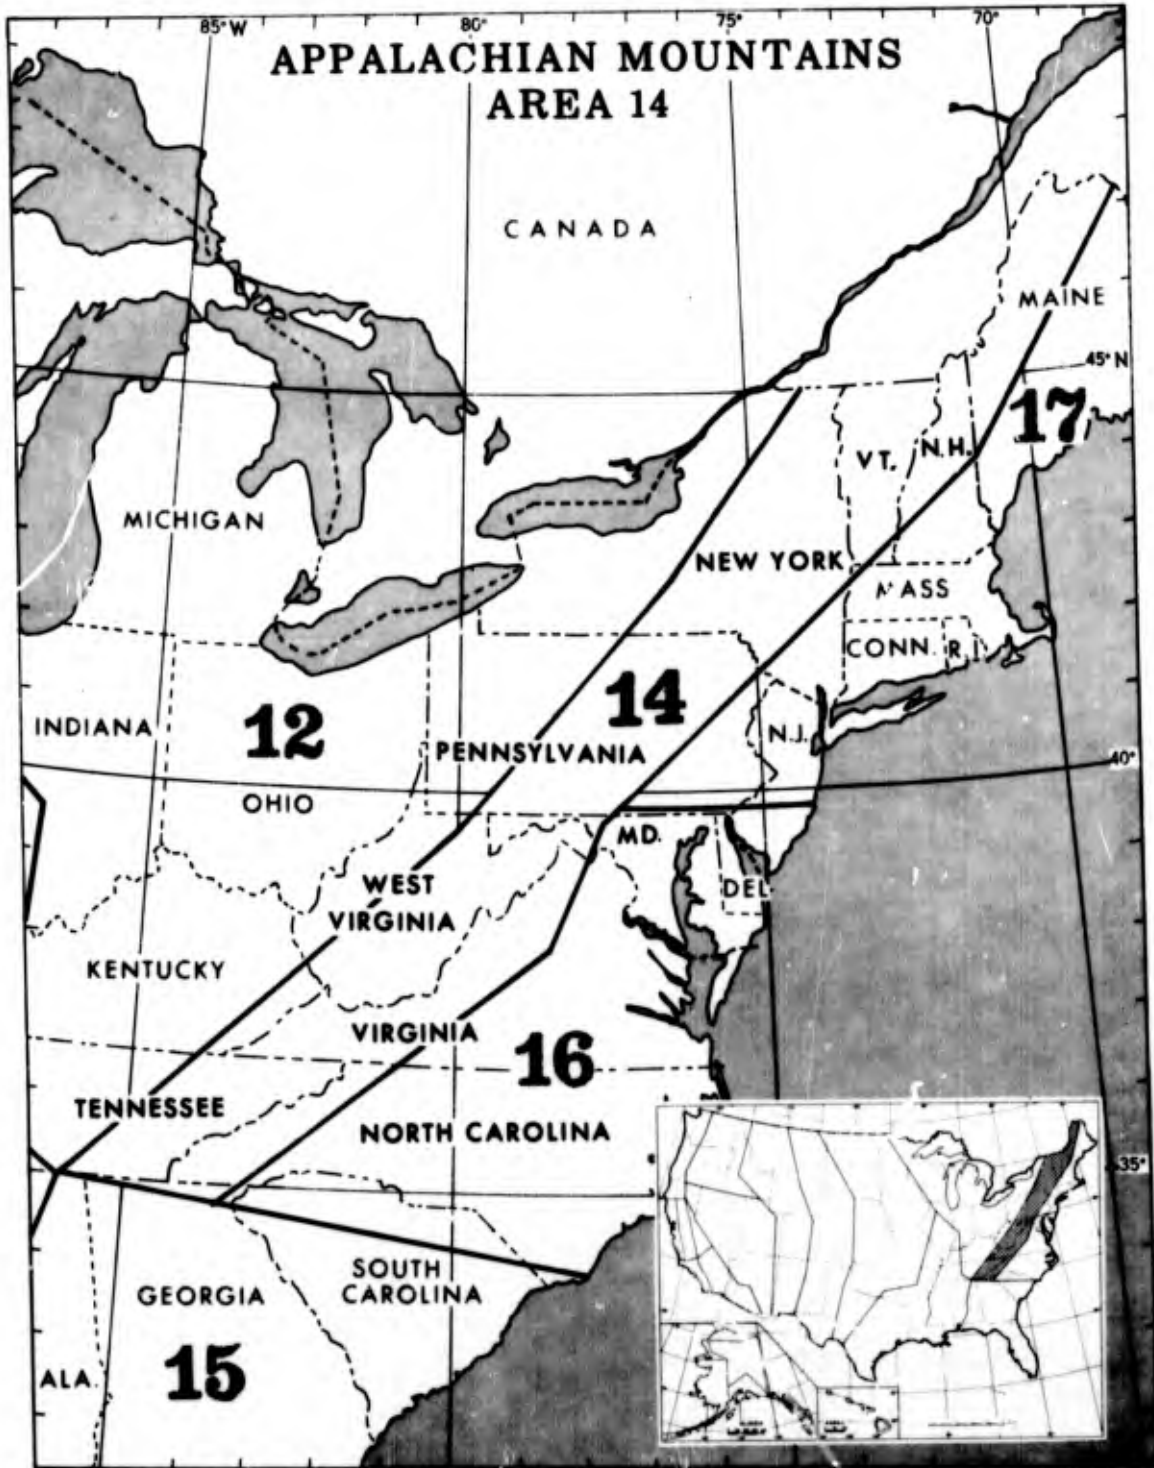 85° W
80°
75°
70°
APPALACHIAN MOUNTAINS
AREA 14
CANADA
MAINE
45° N
17
VT.
N.H.
MICHIGAN
NEW YORK
MASS
CONN.
R.I.
14
12
INDIANA
N.J.
PENNSYLVANIA
40°
OHIO
MD.
WEST
VIRGINIA
DEL
KENTUCKY
VIRGINIA
16
TENNESSEE
NORTH CAROLINA
35°
SOUTH
CAROLINA
GEORGIA
15
ALA.